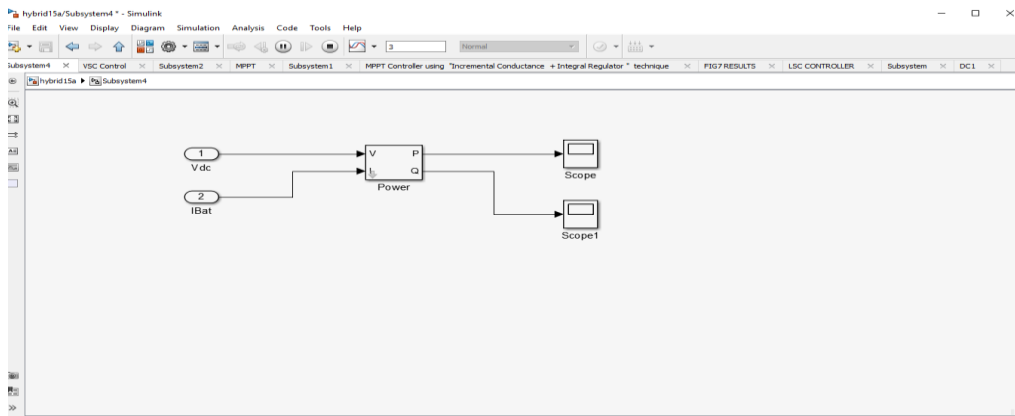 hybrid15a/Subsystem4 * - Simulink
File Edit View Display Diagram Simulation Analysis Code Tools Help
3 Normal
Subsystem4 VSC Control Subsystem2 MPPT Subsystem1 MPPT Controller using "Incremental Conductance + Integral Regulator " technique FIG7 RESULTS LSC CONTROLLER Subsystem DC1
hybrid15a Subsystem4
1
Vdc
2
IBat
V P
I Q
Power
Scope
Scope1